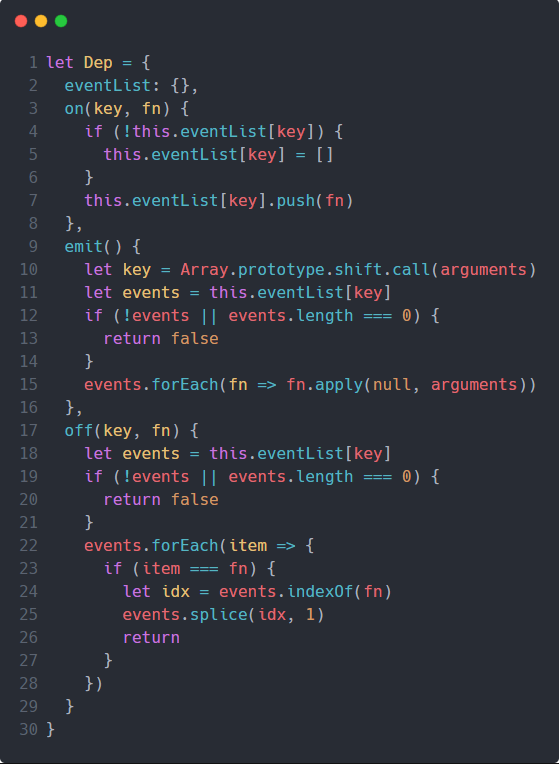 1 let Dep = {
2   eventList: {},
3   on(key, fn) {
4     if (!this.eventList[key]) {
5       this.eventList[key] = []
6     }
7     this.eventList[key].push(fn)
8   },
9   emit() {
10     let key = Array.prototype.shift.call(arguments)
11     let events = this.eventList[key]
12     if (!events || events.length === 0) {
13       return false
14     }
15     events.forEach(fn => fn.apply(null, arguments))
16   },
17   off(key, fn) {
18     let events = this.eventList[key]
19     if (!events || events.length === 0) {
20       return false
21     }
22     events.forEach(item => {
23       if (item === fn) {
24         let idx = events.indexOf(fn)
25         events.splice(idx, 1)
26         return
27       }
28     })
29   }
30 }